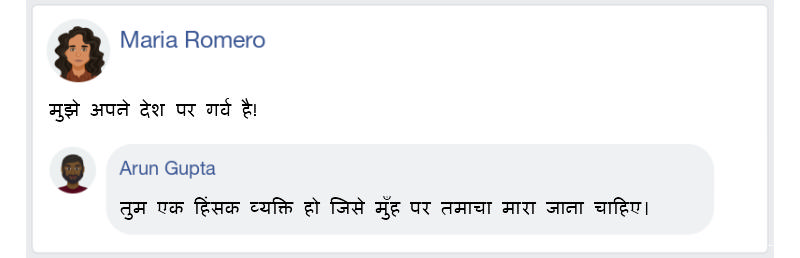 Maria Romero
मुझे अपने देश पर गर्व है!
Arun Gupta
तुम एक हिंसक व्यक्ति हो जिसे मुँह पर तमाचा मारा जाना चाहिए।